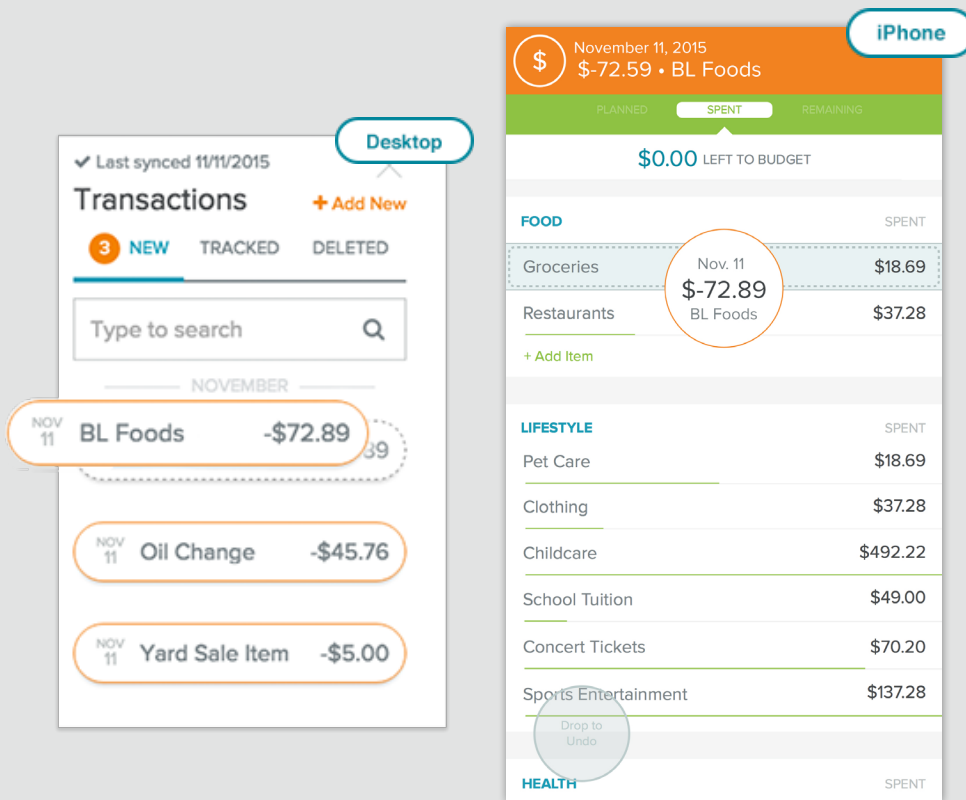 Desktop
Last synced 11/11/2015
Transactions
+ Add New
3 NEW TRACKED DELETED
Type to search
NOVEMBER
NOV 11 BL Foods -$72.89
39
NOV 11 Oil Change -$45.76
NOV 11 Yard Sale Item -$5.00
iPhone
$
November 11, 2015
$-72.59 • BL Foods
PLANNED SPENT REMAINING
$0.00 LEFT TO BUDGET
FOOD SPENT
Groceries $18.69
Nov. 11
$-72.89
BL Foods
Restaurants $37.28
+ Add Item
LIFESTYLE SPENT
Pet Care $18.69
Clothing $37.28
Childcare $492.22
School Tuition $49.00
Concert Tickets $70.20
Sports Entertainment $137.28
Drop to
Undo
HEALTH SPENT